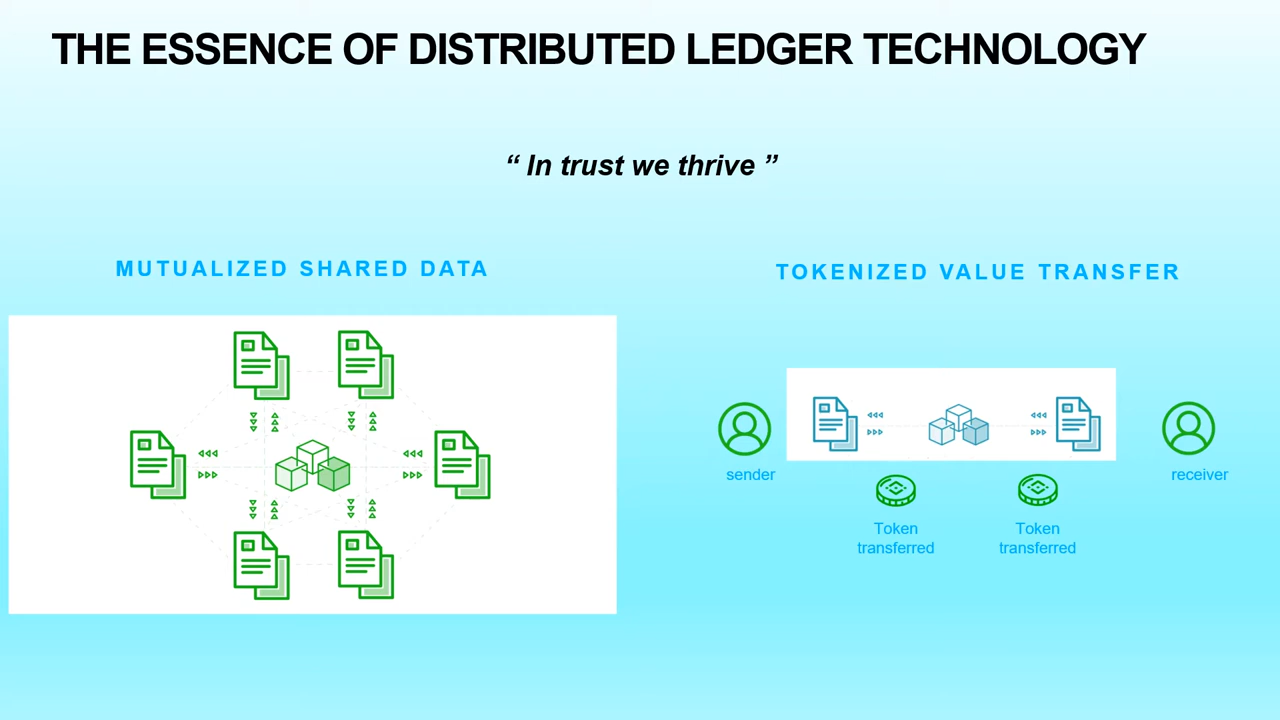 THE ESSENCE OF DISTRIBUTED LEDGER TECHNOLOGY
“ In trust we thrive ”
MUTUALIZED SHARED DATA
TOKENIZED VALUE TRANSFER
sender
receiver
Token
transferred
Token
transferred